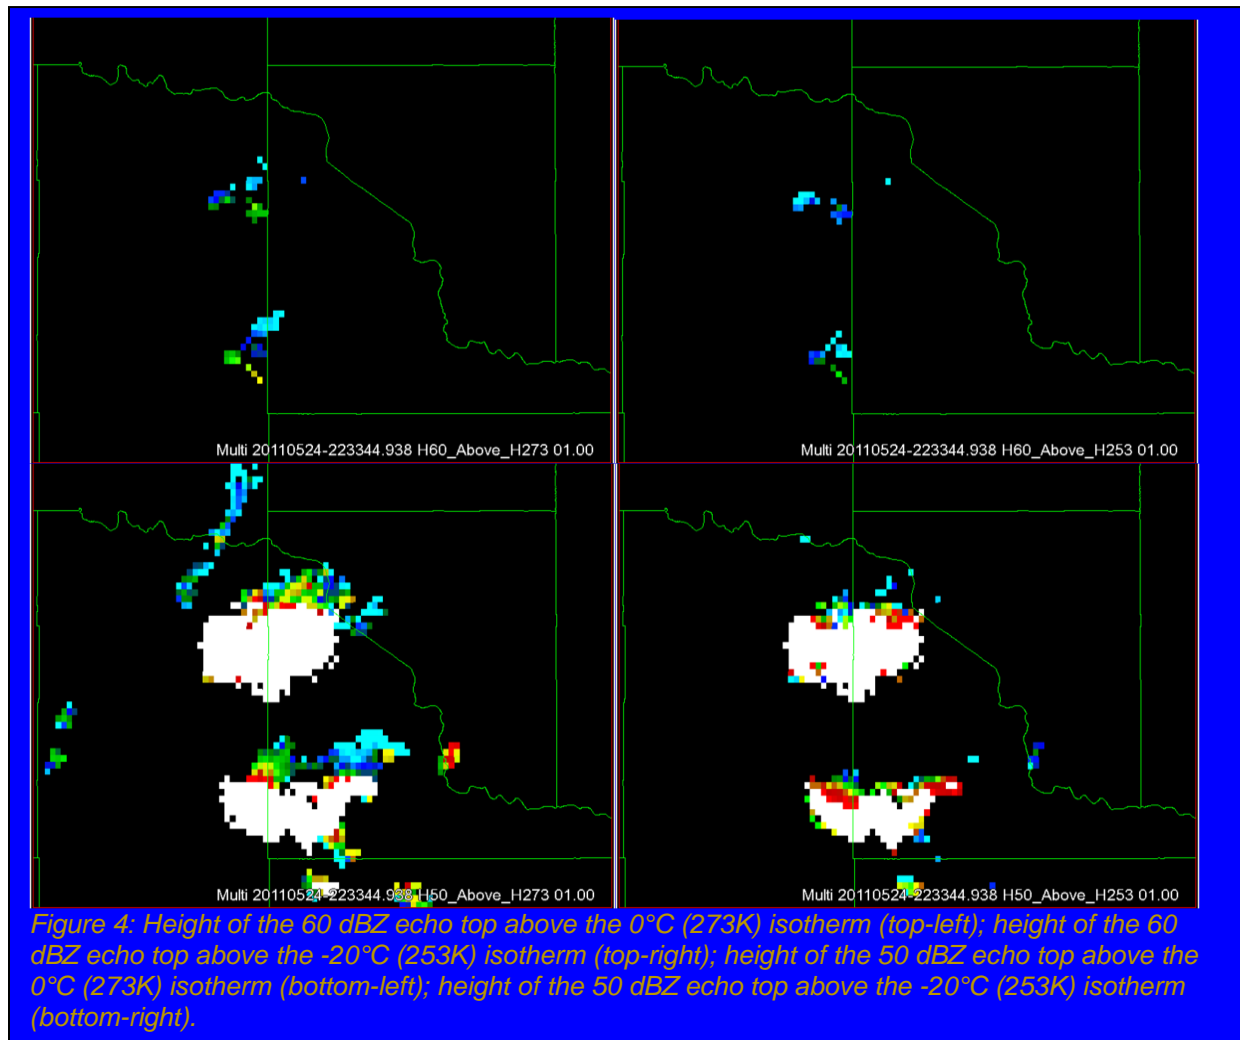 Multi 20110524-223344.938 H60_Above_H273 01.00
Multi 20110524-223344.938 H60_Above_H253 01.00
Multi 20110524-223344.938 H50_Above_H273 01.00
Multi 20110524-223344.938 H50_Above_H253 01.00
Figure 4: Height of the 60 dBZ echo top above the 0°C (273K) isotherm (top-left); height of the 60
dBZ echo top above the -20°C (253K) isotherm (top-right); height of the 50 dBZ echo top above the
0°C (273K) isotherm (bottom-left); height of the 50 dBZ echo top above the -20°C (253K) isotherm
(bottom-right).